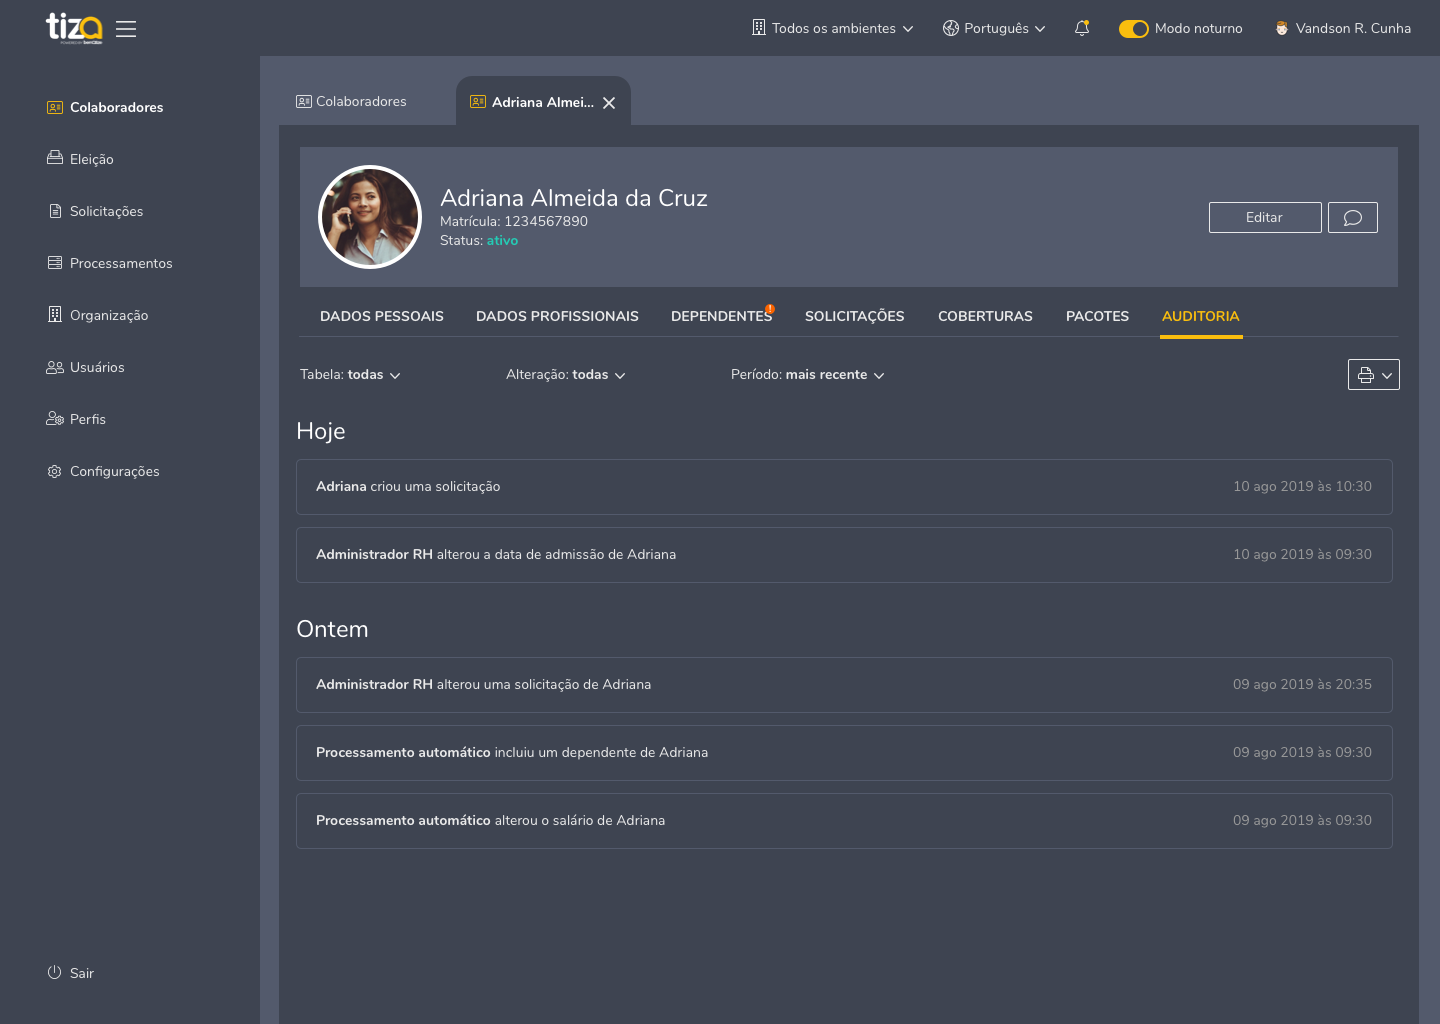 tiza
Todos os ambientes
Português
Modo noturno
Vandson R. Cunha
Colaboradores
Eleição
Solicitações
Processamentos
Organização
Usuários
Perfis
Configurações
Sair
Colaboradores
Adriana Almei...
Adriana Almeida da Cruz
Matrícula: 1234567890
Status: ativo
Editar
DADOS PESSOAIS
DADOS PROFISSIONAIS
DEPENDENTES
!
SOLICITAÇÕES
COBERTURAS
PACOTES
AUDITORIA
Tabela: todas
Alteração: todas
Período: mais recente
Hoje
Adriana criou uma solicitação
10 ago 2019 às 10:30
Administrador RH alterou a data de admissão de Adriana
10 ago 2019 às 09:30
Ontem
Administrador RH alterou uma solicitação de Adriana
09 ago 2019 às 20:35
Processamento automático incluiu um dependente de Adriana
09 ago 2019 às 09:30
Processamento automático alterou o salário de Adriana
09 ago 2019 às 09:30